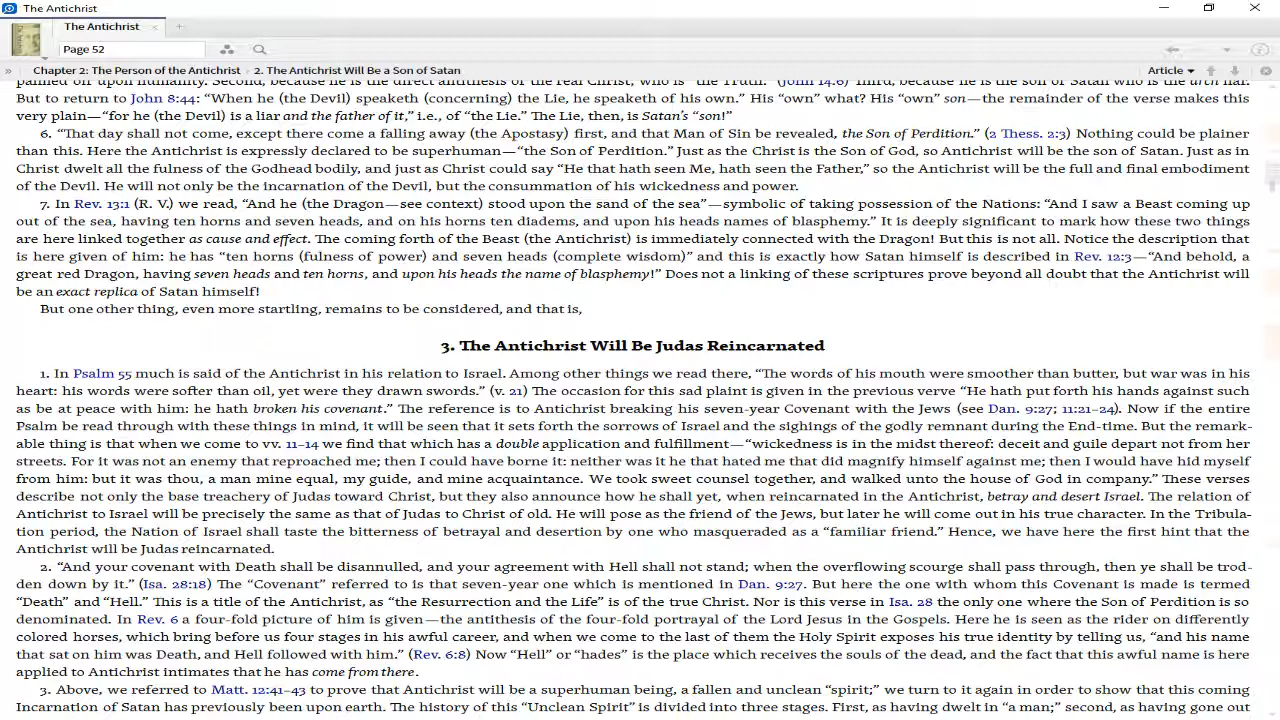 The Antichrist
The Antichrist
Page 52
Chapter 2: The Person of the Antichrist › 2. The Antichrist Will Be a Son of Satan
Article
palmed off upon humanity. Second, because he is the direct antithesis of the real Christ, who is “the Truth.” (John 14:6) Third, because he is the son of Satan who is the arch liar.
But to return to John 8:44: “When he (the Devil) speaketh (concerning) the Lie, he speaketh of his own.” His “own” what? His “own” son—the remainder of the verse makes this
very plain—“for he (the Devil) is a liar and the father of it,” i.e., of “the Lie.” The Lie, then, is Satan’s “son!”
6. “That day shall not come, except there come a falling away (the Apostasy) first, and that Man of Sin be revealed, the Son of Perdition.” (2 Thess. 2:3) Nothing could be plainer
than this. Here the Antichrist is expressly declared to be superhuman—“the Son of Perdition.” Just as the Christ is the Son of God, so Antichrist will be the son of Satan. Just as in
Christ dwelt all the fulness of the Godhead bodily, and just as Christ could say “He that hath seen Me, hath seen the Father,” so the Antichrist will be the full and final embodiment
of the Devil. He will not only be the incarnation of the Devil, but the consummation of his wickedness and power.
7. In Rev. 13:1 (R. V.) we read, “And he (the Dragon—see context) stood upon the sand of the sea”—symbolic of taking possession of the Nations: “And I saw a Beast coming up
out of the sea, having ten horns and seven heads, and on his horns ten diadems, and upon his heads names of blasphemy.” It is deeply significant to mark how these two things
are here linked together as cause and effect. The coming forth of the Beast (the Antichrist) is immediately connected with the Dragon! But this is not all. Notice the description that
is here given of him: he has “ten horns (fulness of power) and seven heads (complete wisdom)” and this is exactly how Satan himself is described in Rev. 12:3—“And behold, a
great red Dragon, having seven heads and ten horns, and upon his heads the name of blasphemy!” Does not a linking of these scriptures prove beyond all doubt that the Antichrist will
be an exact replica of Satan himself!
But one other thing, even more startling, remains to be considered, and that is,
3. The Antichrist Will Be Judas Reincarnated
1. In Psalm 55 much is said of the Antichrist in his relation to Israel. Among other things we read there, “The words of his mouth were smoother than butter, but war was in his
heart: his words were softer than oil, yet were they drawn swords.” (v. 21) The occasion for this sad plaint is given in the previous verse “He hath put forth his hands against such
as be at peace with him: he hath broken his covenant.” The reference is to Antichrist breaking his seven-year Covenant with the Jews (see Dan. 9:27; 11:21–24). Now if the entire
Psalm be read through with these things in mind, it will be seen that it sets forth the sorrows of Israel and the sighings of the godly remnant during the End-time. But the remark-
able thing is that when we come to vv. 11–14 we find that which has a double application and fulfillment—“wickedness is in the midst thereof: deceit and guile depart not from her
streets. For it was not an enemy that reproached me; then I could have borne it: neither was it he that hated me that did magnify himself against me; then I would have hid myself
from him: but it was thou, a man mine equal, my guide, and mine acquaintance. We took sweet counsel together, and walked unto the house of God in company.” These verses
describe not only the base treachery of Judas toward Christ, but they also announce how he shall yet, when reincarnated in the Antichrist, betray and desert Israel. The relation of
Antichrist to Israel will be precisely the same as that of Judas to Christ of old. He will pose as the friend of the Jews, but later he will come out in his true character. In the Tribula-
tion period, the Nation of Israel shall taste the bitterness of betrayal and desertion by one who masqueraded as a “familiar friend.” Hence, we have here the first hint that the
Antichrist will be Judas reincarnated.
2. “And your covenant with Death shall be disannulled, and your agreement with Hell shall not stand; when the overflowing scourge shall pass through, then ye shall be trod-
den down by it.” (Isa. 28:18) The “Covenant” referred to is that seven-year one which is mentioned in Dan. 9:27. But here the one with whom this Covenant is made is termed
“Death” and “Hell.” This is a title of the Antichrist, as “the Resurrection and the Life” is of the true Christ. Nor is this verse in Isa. 28 the only one where the Son of Perdition is so
denominated. In Rev. 6 a four-fold picture of him is given—the antithesis of the four-fold portrayal of the Lord Jesus in the Gospels. Here he is seen as the rider on differently
colored horses, which bring before us four stages in his awful career, and when we come to the last of them the Holy Spirit exposes his true identity by telling us, “and his name
that sat on him was Death, and Hell followed with him.” (Rev. 6:8) Now “Hell” or “hades” is the place which receives the souls of the dead, and the fact that this awful name is here
applied to Antichrist intimates that he has come from there.
3. Above, we referred to Matt. 12:41–43 to prove that Antichrist will be a superhuman being, a fallen and unclean “spirit;” we turn to it again in order to show that this coming
Incarnation of Satan has previously been upon earth. The history of this “Unclean Spirit” is divided into three stages. First, as having dwelt in “a man;” second, as having gone out